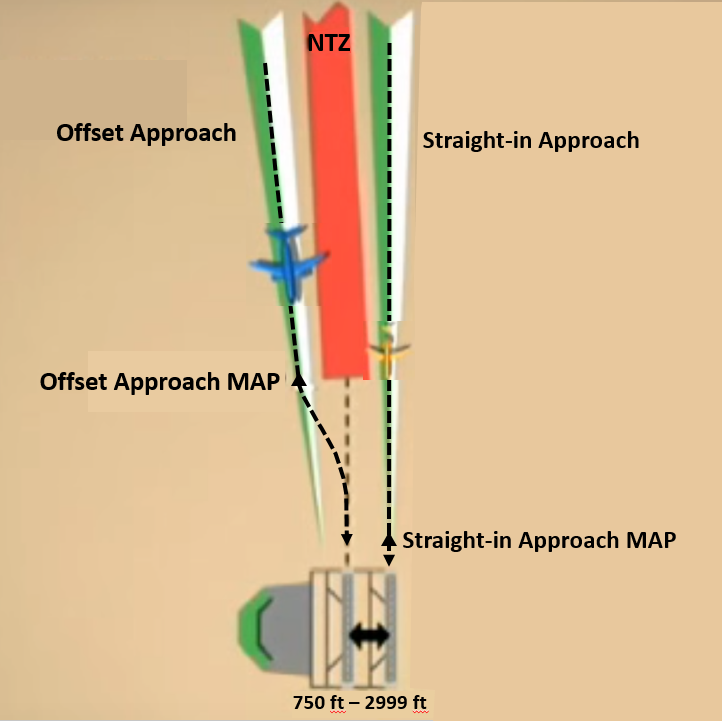 NTZ
Offset Approach
Straight-in Approach
Offset Approach MAP
Straight-in Approach MAP
750 ft – 2999 ft